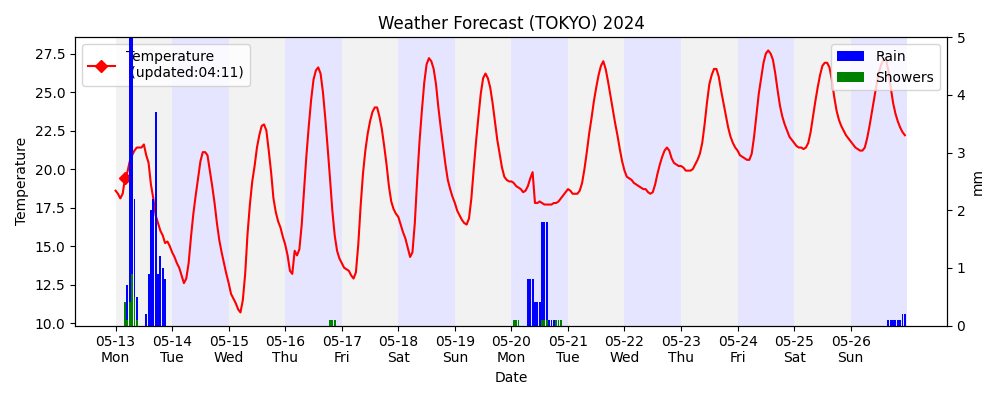 Weather Forecast (TOKYO) 2024
Temperature
(updated:04:11)
Rain
Showers
27.5
25.0
22.5
20.0
17.5
15.0
12.5
10.0
Temperature
5
4
3
2
1
0
mm
05-13 05-14 05-15 05-16 05-17 05-18 05-19 05-20 05-21 05-22 05-23 05-24 05-25 05-26
Mon Tue Wed Thu Fri Sat Sun Mon Tue Wed Thu Fri Sat Sun
Date